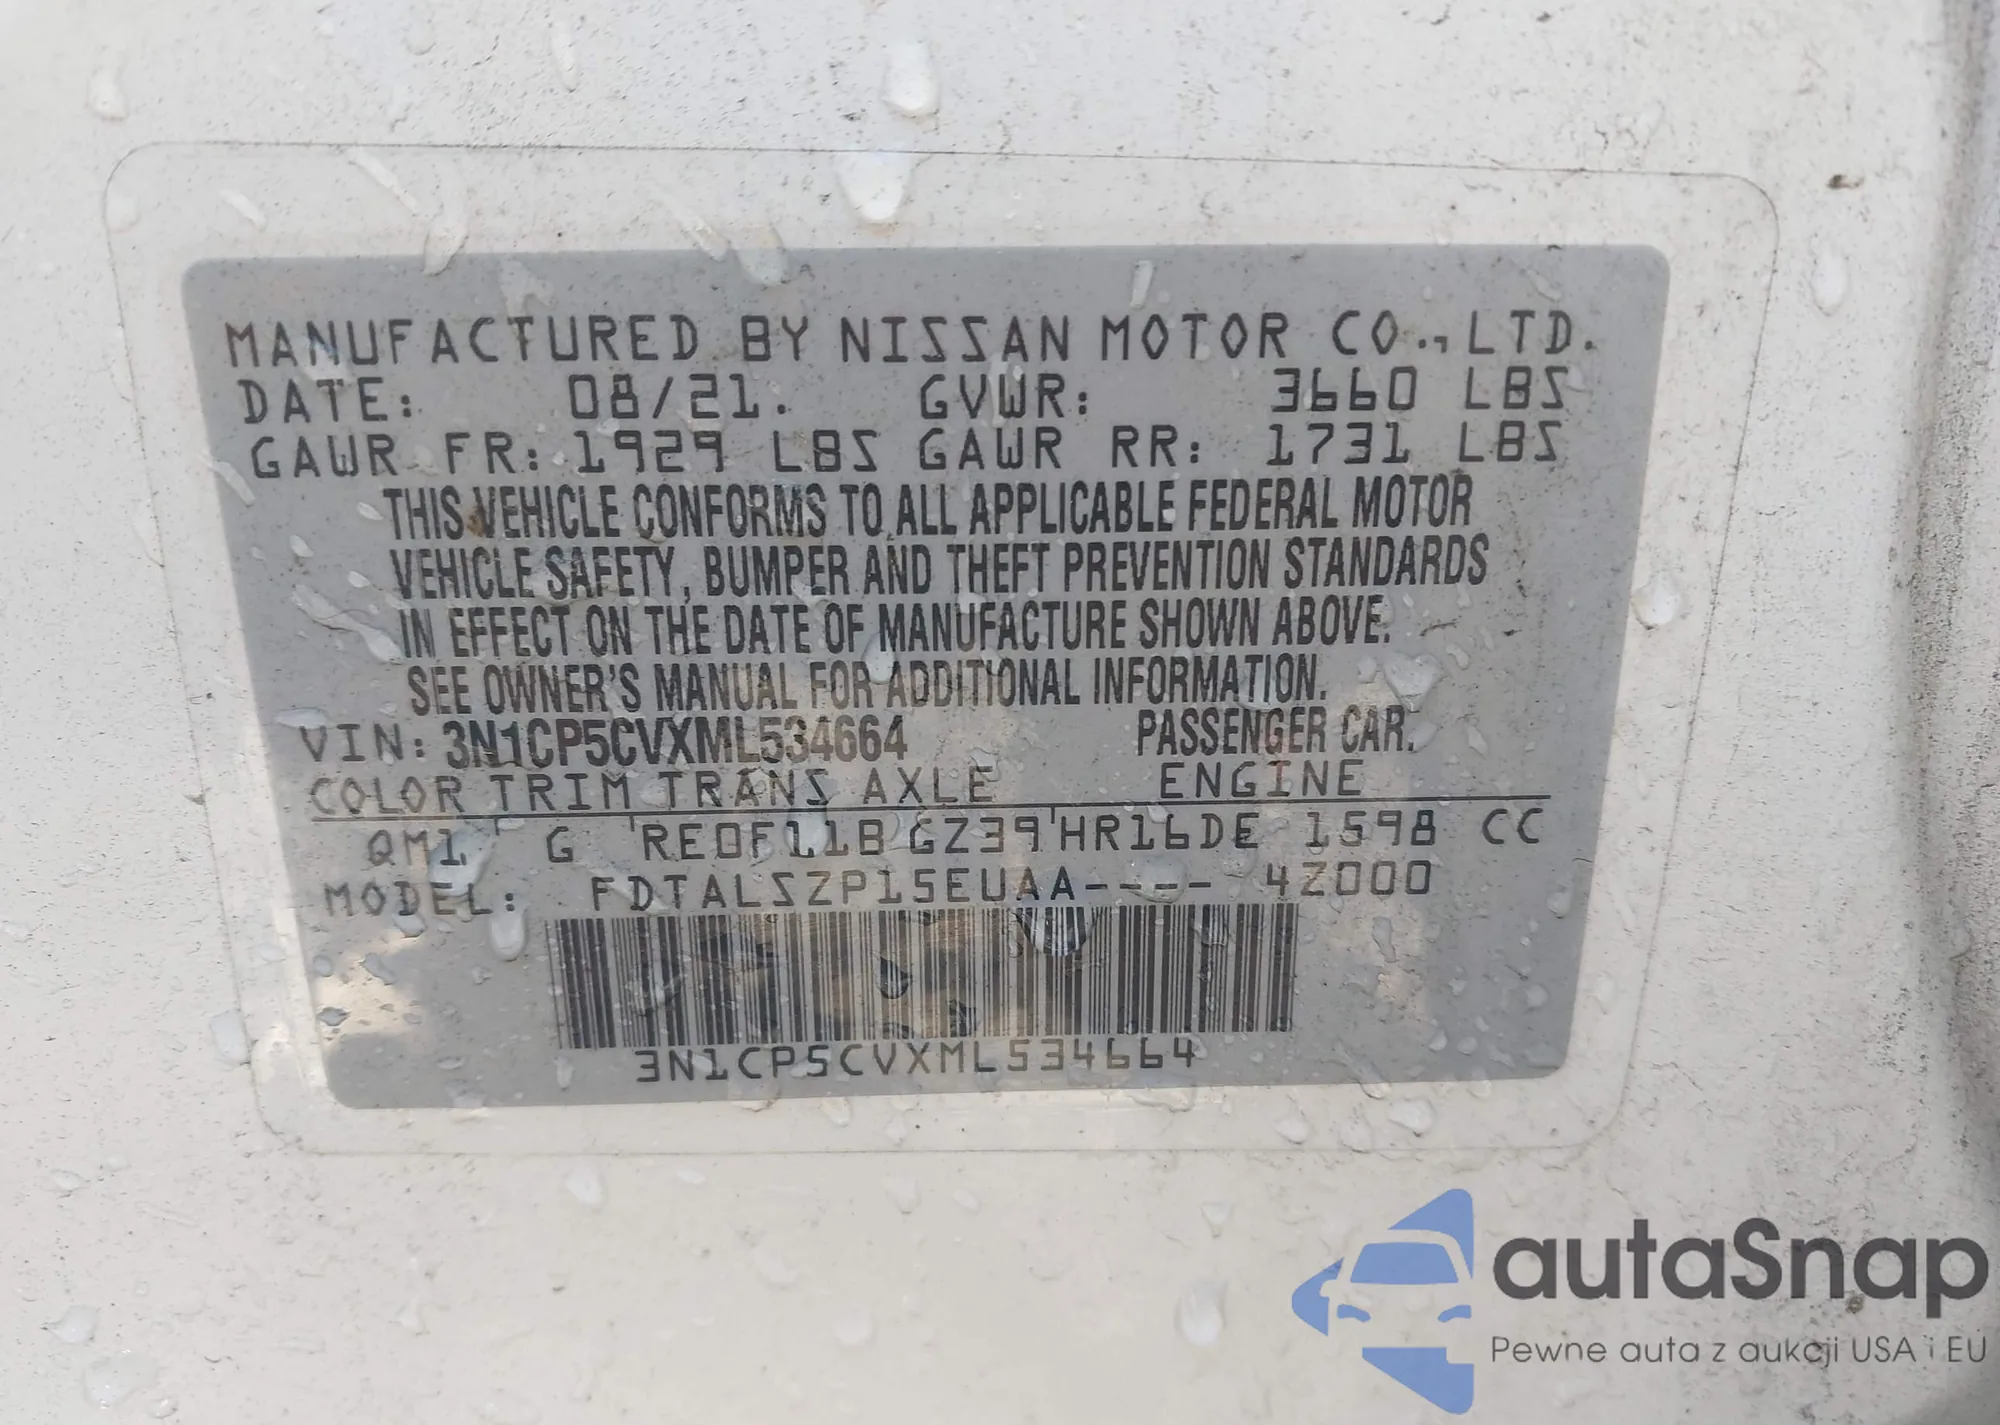 MANUFACTURED BY NISSAN MOTOR CO., LTD.
DATE: 08/21. GVWR: 3660 LBS
GAWR FR: 1929 LBS GAWR RR: 1731 LBS
THIS VEHICLE CONFORMS TO ALL APPLICABLE FEDERAL MOTOR
VEHICLE SAFETY, BUMPER AND THEFT PREVENTION STANDARDS
IN EFFECT ON THE DATE OF MANUFACTURE SHOWN ABOVE.
SEE OWNER'S MANUAL FOR ADDITIONAL INFORMATION.
VIN: 3N1CP5CVXML534664 PASSENGER CAR.
COLOR TRIM TRANS AXLE ENGINE
QM1 G RE0F11B GZ39 HR16DE 1598 CC
MODEL: FDTALSZP15EUAA---- 4Z000
3N1CP5CVXML534664
autaSnap
Pewne auta z aukcji USA i EU